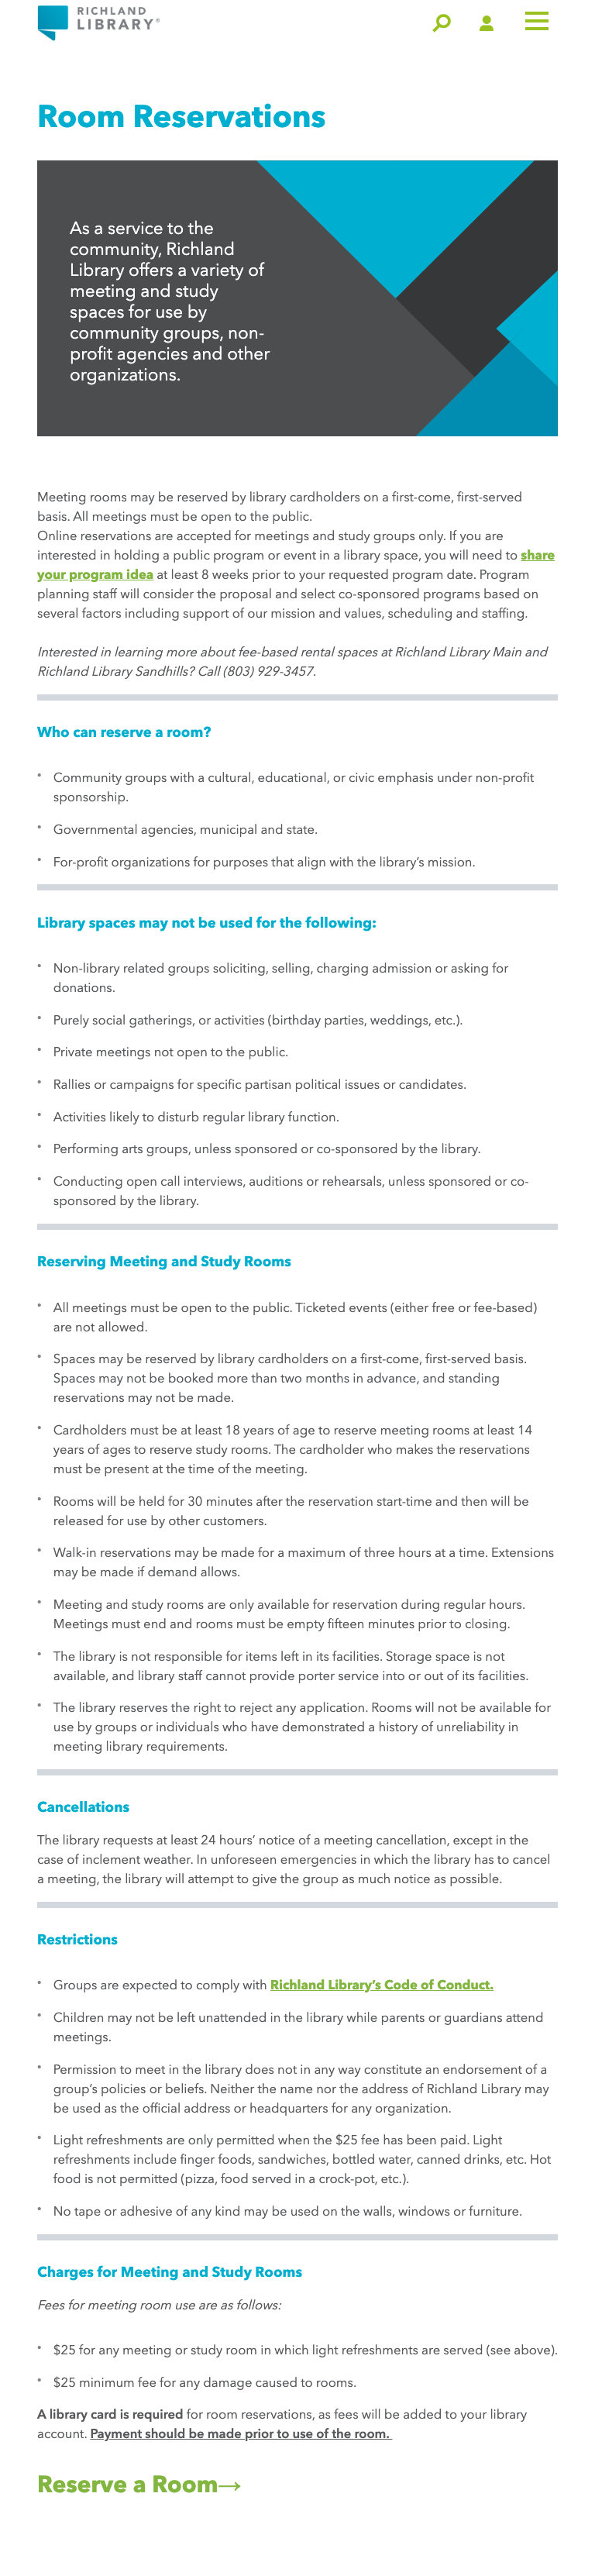 RICHLAND
LIBRARY®
Room Reservations
As a service to the
community, Richland
Library offers a variety of
meeting and study
spaces for use by
community groups, non-
profit agencies and other
organizations.
Meeting rooms may be reserved by library cardholders on a first-come, first-served
basis. All meetings must be open to the public.
Online reservations are accepted for meetings and study groups only. If you are
interested in holding a public program or event in a library space, you will need to share
your program idea at least 8 weeks prior to your requested program date. Program
planning staff will consider the proposal and select co-sponsored programs based on
several factors including support of our mission and values, scheduling and staffing.
Interested in learning more about fee-based rental spaces at Richland Library Main and
Richland Library Sandhills? Call (803) 929-3457.
Who can reserve a room?
• Community groups with a cultural, educational, or civic emphasis under non-profit
sponsorship.
• Governmental agencies, municipal and state.
• For-profit organizations for purposes that align with the library’s mission.
Library spaces may not be used for the following:
• Non-library related groups soliciting, selling, charging admission or asking for
donations.
• Purely social gatherings, or activities (birthday parties, weddings, etc.).
• Private meetings not open to the public.
• Rallies or campaigns for specific partisan political issues or candidates.
• Activities likely to disturb regular library function.
• Performing arts groups, unless sponsored or co-sponsored by the library.
• Conducting open call interviews, auditions or rehearsals, unless sponsored or co-
sponsored by the library.
Reserving Meeting and Study Rooms
• All meetings must be open to the public. Ticketed events (either free or fee-based)
are not allowed.
• Spaces may be reserved by library cardholders on a first-come, first-served basis.
Spaces may not be booked more than two months in advance, and standing
reservations may not be made.
• Cardholders must be at least 18 years of age to reserve meeting rooms at least 14
years of ages to reserve study rooms. The cardholder who makes the reservations
must be present at the time of the meeting.
• Rooms will be held for 30 minutes after the reservation start-time and then will be
released for use by other customers.
• Walk-in reservations may be made for a maximum of three hours at a time. Extensions
may be made if demand allows.
• Meeting and study rooms are only available for reservation during regular hours.
Meetings must end and rooms must be empty fifteen minutes prior to closing.
• The library is not responsible for items left in its facilities. Storage space is not
available, and library staff cannot provide porter service into or out of its facilities.
• The library reserves the right to reject any application. Rooms will not be available for
use by groups or individuals who have demonstrated a history of unreliability in
meeting library requirements.
Cancellations
The library requests at least 24 hours’ notice of a meeting cancellation, except in the
case of inclement weather. In unforeseen emergencies in which the library has to cancel
a meeting, the library will attempt to give the group as much notice as possible.
Restrictions
• Groups are expected to comply with Richland Library’s Code of Conduct.
• Children may not be left unattended in the library while parents or guardians attend
meetings.
• Permission to meet in the library does not in any way constitute an endorsement of a
group’s policies or beliefs. Neither the name nor the address of Richland Library may
be used as the official address or headquarters for any organization.
• Light refreshments are only permitted when the $25 fee has been paid. Light
refreshments include finger foods, sandwiches, bottled water, canned drinks, etc. Hot
food is not permitted (pizza, food served in a crock-pot, etc.).
• No tape or adhesive of any kind may be used on the walls, windows or furniture.
Charges for Meeting and Study Rooms
Fees for meeting room use are as follows:
• $25 for any meeting or study room in which light refreshments are served (see above).
• $25 minimum fee for any damage caused to rooms.
A library card is required for room reservations, as fees will be added to your library
account. Payment should be made prior to use of the room.
Reserve a Room→